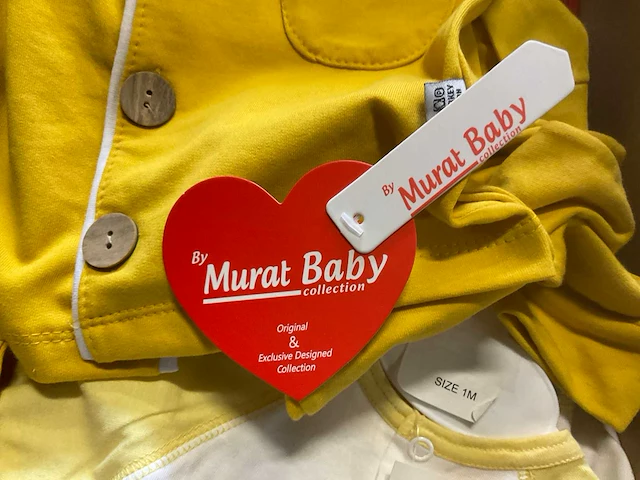 By
Murat Baby
collection
By
Murat Baby
collection
Original
&
Exclusive Designed
Collection
SIZE 1M